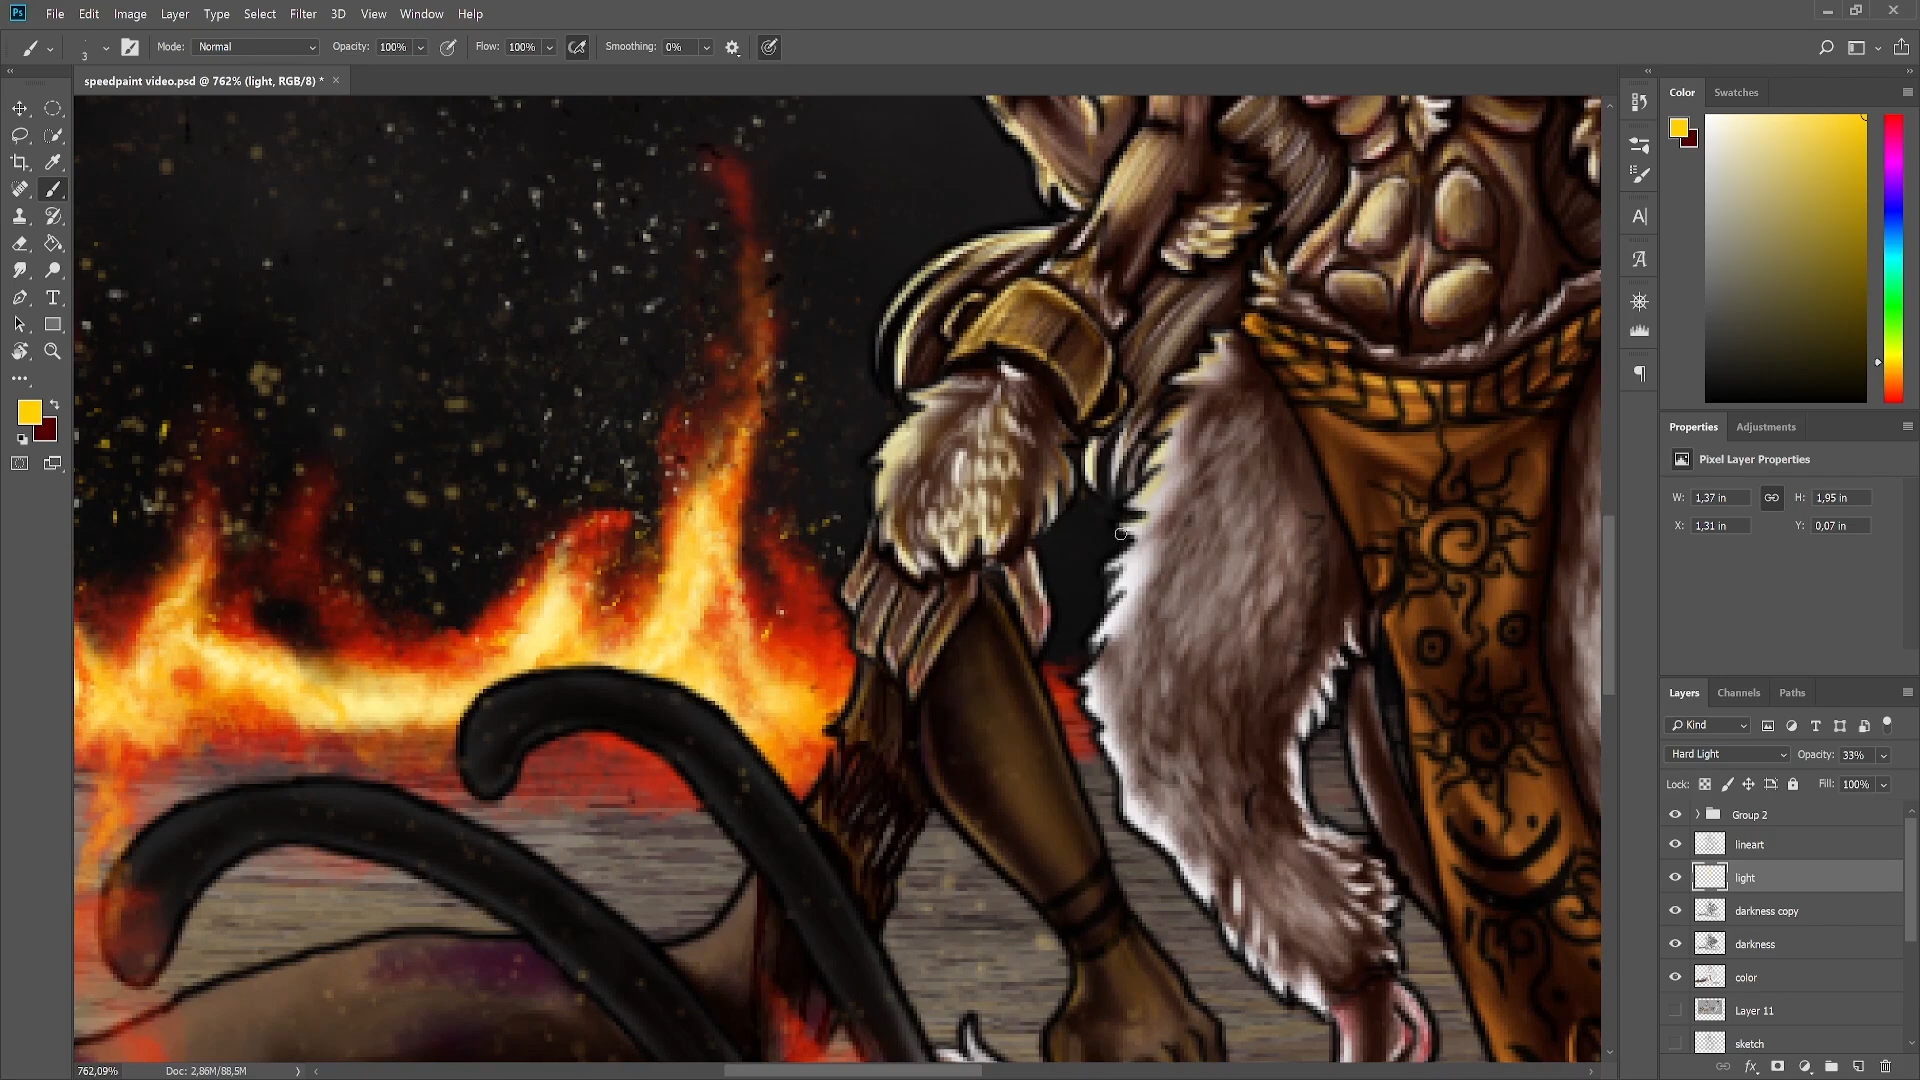 Ps File Edit Image Layer Type Select Filter 3D View Window Help
3 Mode: Normal Opacity: 100% Flow: 100% Smoothing: 0%
speedpaint video.psd @ 762% (light, RGB/8) * ×
Color Swatches
Properties Adjustments
Pixel Layer Properties
W: 1,37 in H: 1,95 in
X: 1,31 in Y: 0,07 in
Layers Channels Paths
Kind
Hard Light Opacity: 33%
Lock: Fill: 100%
Group 2
lineart
light
darkness copy
darkness
color
Layer 11
sketch
762,09% Doc: 2,86M/88,5M